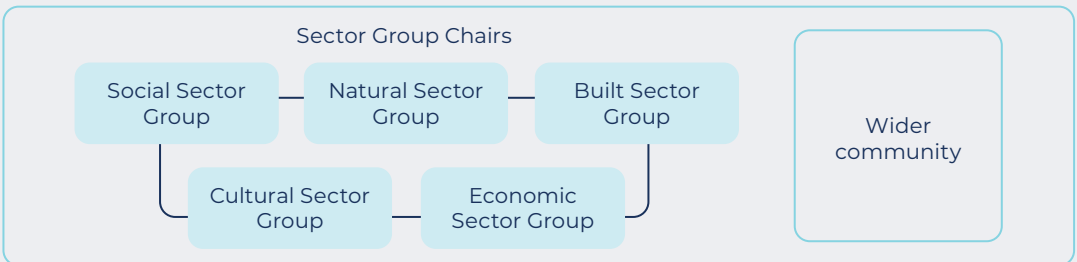 Sector Group Chairs
Social Sector
Group
Natural Sector
Group
Built Sector
Group
Cultural Sector
Group
Economic
Sector Group
Wider
community